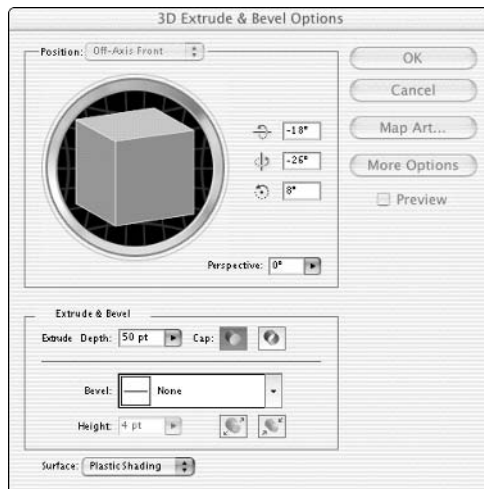 3D Extrude & Bevel Options
Position: Off-Axis Front
OK
Cancel
Map Art...
More Options
Preview
-18°
-26°
8°
Perspective: 0°
Extrude & Bevel
Extrude Depth: 50 pt Cap:
Bevel: None
Height: 4 pt
Surface: Plastic Shading